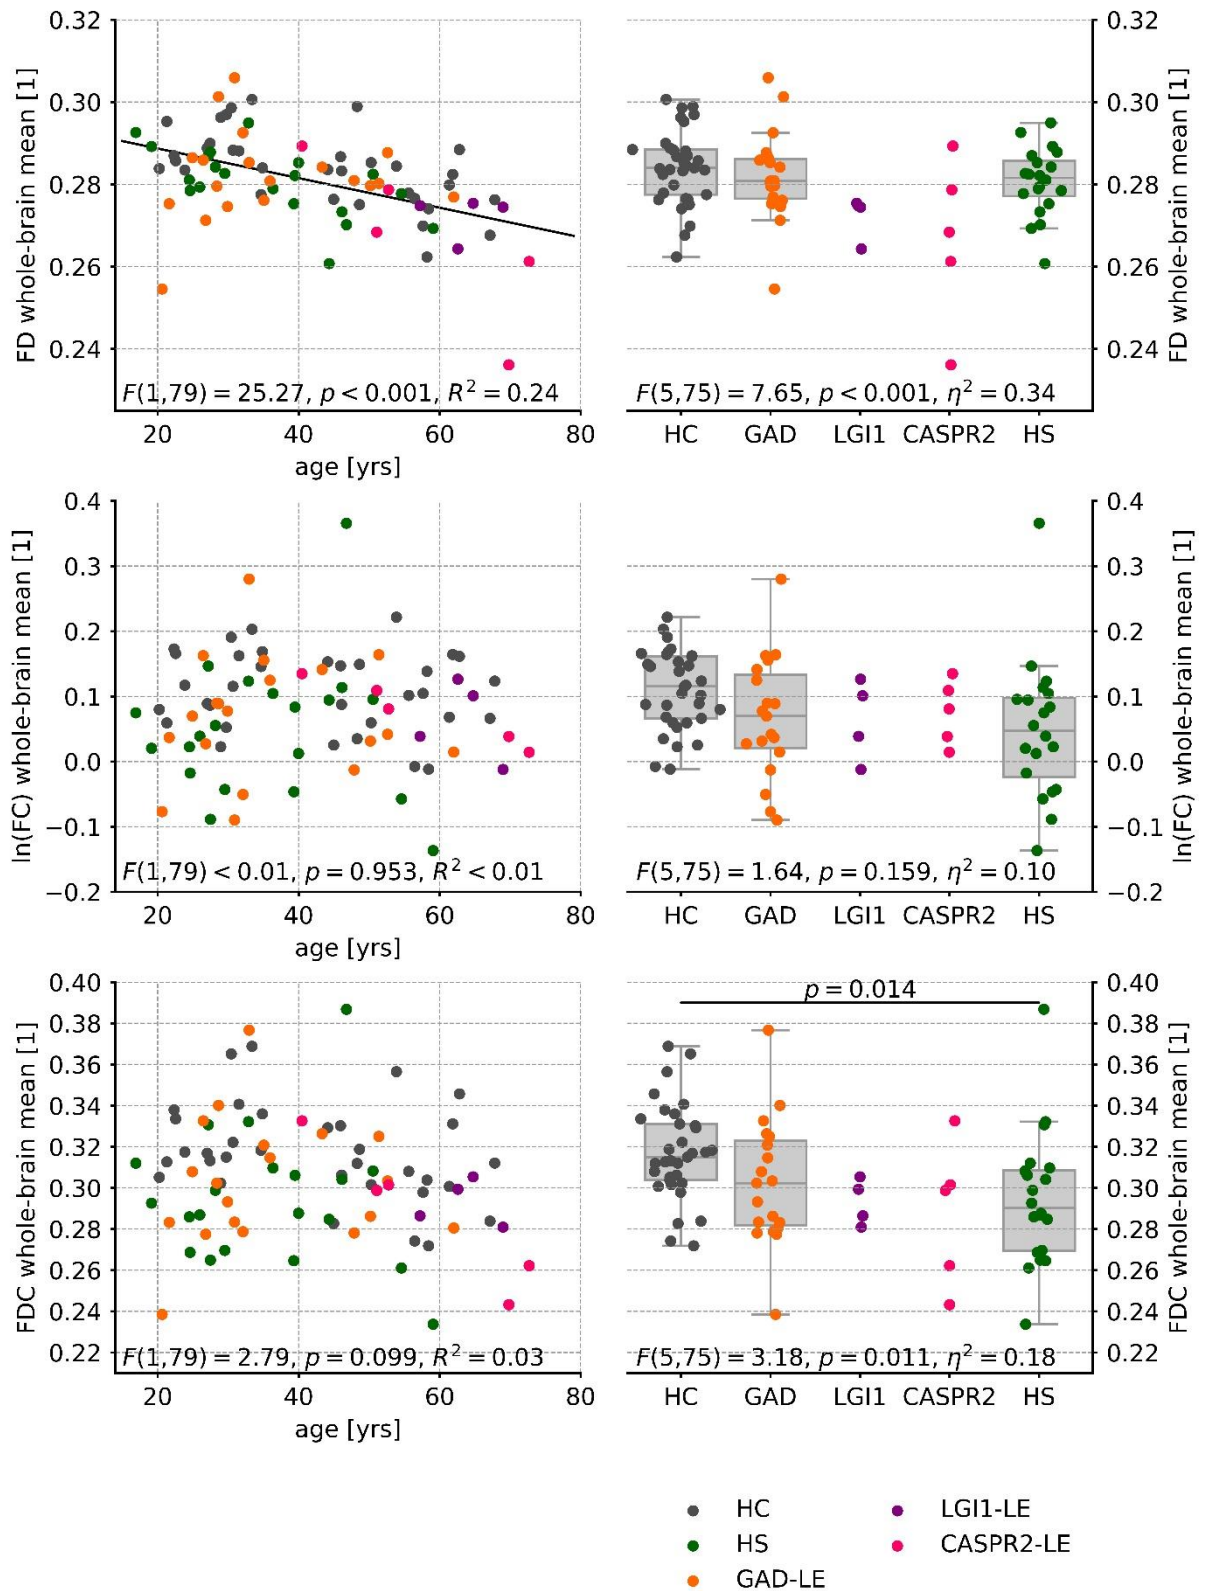 0.32
0.30
0.28
0.26
0.24
FD whole-brain mean [1]
F(1,79) = 25.27, p < 0.001, R² = 0.24
20 40 60 80
age [yrs]
0.32
0.30
0.28
0.26
0.24
FD whole-brain mean [1]
F(5,75) = 7.65, p < 0.001, η² = 0.34
HC GAD LGI1 CASPR2 HS
0.4
0.3
0.2
0.1
0.0
−0.1
−0.2
ln(FC) whole-brain mean [1]
F(1,79) < 0.01, p = 0.953, R² < 0.01
20 40 60 80
age [yrs]
0.4
0.3
0.2
0.1
0.0
−0.1
−0.2
ln(FC) whole-brain mean [1]
F(5,75) = 1.64, p = 0.159, η² = 0.10
HC GAD LGI1 CASPR2 HS
0.40
0.38
0.36
0.34
0.32
0.30
0.28
0.26
0.24
0.22
FDC whole-brain mean [1]
F(1,79) = 2.79, p = 0.099, R² = 0.03
20 40 60 80
age [yrs]
p = 0.014
0.40
0.38
0.36
0.34
0.32
0.30
0.28
0.26
0.24
0.22
FDC whole-brain mean [1]
F(5,75) = 3.18, p = 0.011, η² = 0.18
HC GAD LGI1 CASPR2 HS
HC
HS
GAD-LE
LGI1-LE
CASPR2-LE